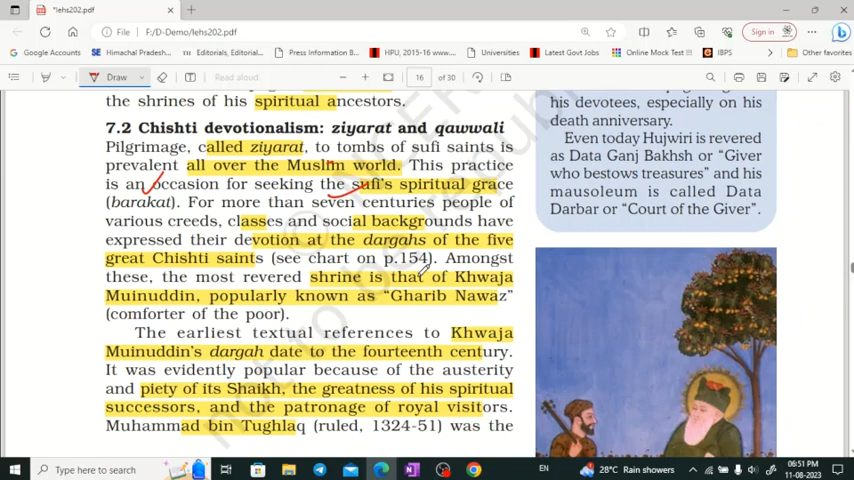 *lehs202.pdf
File
F:/D-Demo/lehs202.pdf
Sign in
Google Accounts
Himachal Pradesh...
Editorials, Editorial...
Press Information B...
HPU, 2015-16 www...
Universities
Latest Govt Jobs
Online Mock Test |...
IBPS
Other favorites
Draw
Read aloud
16
of 30
the shrines of his spiritual ancestors.
7.2 Chishti devotionalism: ziyarat and qawwali
Pilgrimage, called ziyarat, to tombs of sufi saints is
prevalent all over the Muslim world. This practice
is an occasion for seeking the sufi's spiritual grace
(barakat). For more than seven centuries people of
various creeds, classes and social backgrounds have
expressed their devotion at the dargahs of the five
great Chishti saints (see chart on p.154). Amongst
these, the most revered shrine is that of Khwaja
Muinuddin, popularly known as "Gharib Nawaz"
(comforter of the poor).
The earliest textual references to Khwaja
Muinuddin's dargah date to the fourteenth century.
It was evidently popular because of the austerity
and piety of its Shaikh, the greatness of his spiritual
successors, and the patronage of royal visitors.
Muhammad bin Tughlaq (ruled, 1324-51) was the
his devotees, especially on his
death anniversary.
Even today Hujwiri is revered
as Data Ganj Bakhsh or "Giver
who bestows treasures" and his
mausoleum is called Data
Darbar or "Court of the Giver".
not to be republ
© NCER
Type here to search
EN
28°C Rain showers
06:51 PM
11-08-2023